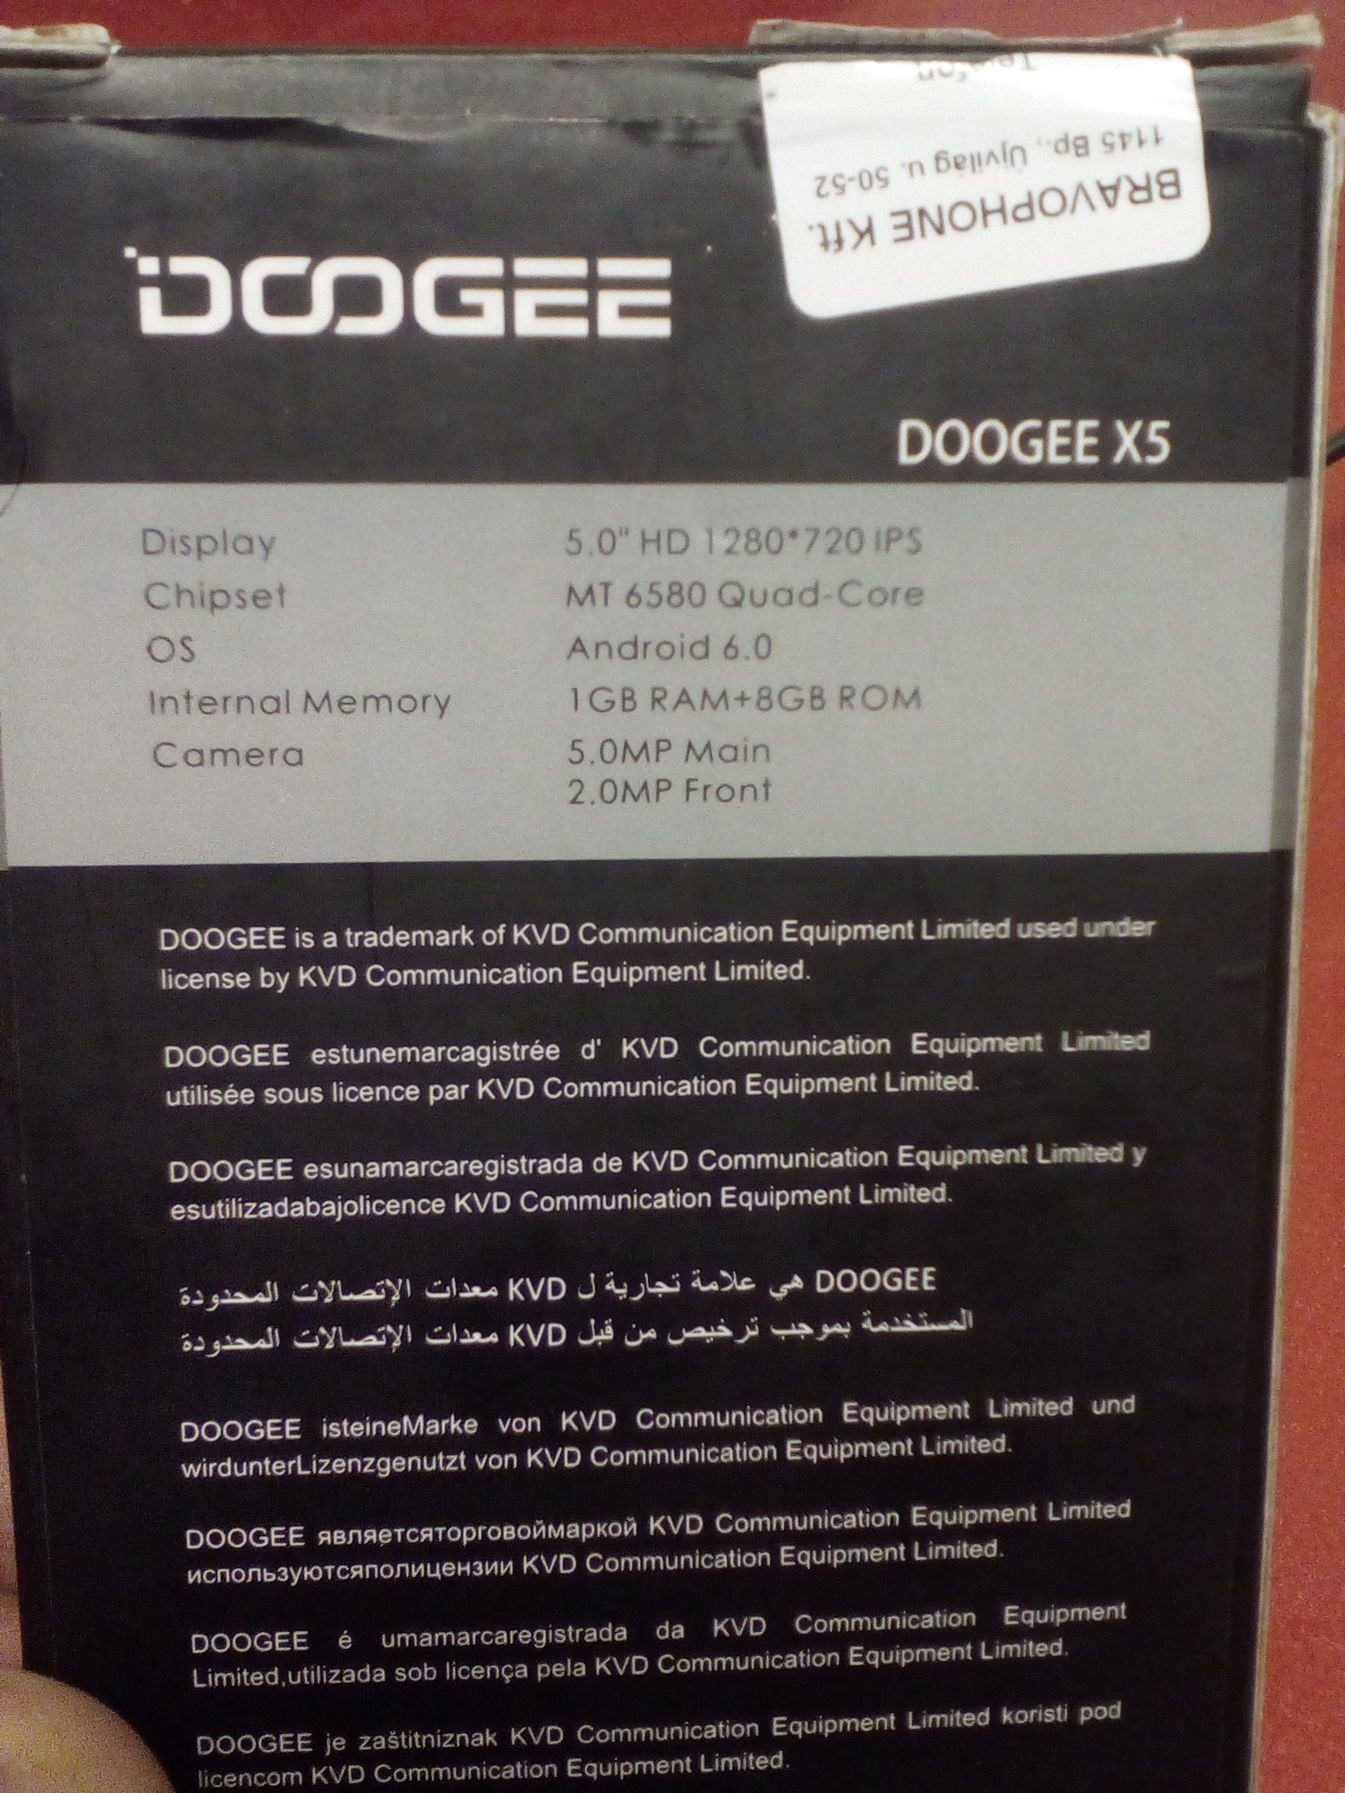 Telefon
1145 Bp., Újvilág u. 50-52
BRAVOPHONE Kft.
DOOGEE
DOOGEE X5
Display 5.0" HD 1280*720 IPS
Chipset MT 6580 Quad-Core
OS Android 6.0
Internal Memory 1GB RAM+8GB ROM
Camera 5.0MP Main
2.0MP Front
DOOGEE is a trademark of KVD Communication Equipment Limited used under
license by KVD Communication Equipment Limited.
DOOGEE estunemarcagistrée d' KVD Communication Equipment Limited
utilisée sous licence par KVD Communication Equipment Limited.
DOOGEE esunamarcaregistrada de KVD Communication Equipment Limited y
esutilizadabajolicence KVD Communication Equipment Limited.
DOOGEE هي علامة تجارية ل KVD معدات الإتصالات المحدودة
المستخدمة بموجب ترخيص من قبل KVD معدات الإتصالات المحدودة
DOOGEE isteineMarke von KVD Communication Equipment Limited und
wirdunterLizenzgenutzt von KVD Communication Equipment Limited.
DOOGEE являетсяторговоймаркой KVD Communication Equipment Limited
используютсяполицензии KVD Communication Equipment Limited.
DOOGEE é umamarcaregistrada da KVD Communication Equipment
Limited,utilizada sob licença pela KVD Communication Equipment Limited.
DOOGEE je zaštitniznak KVD Communication Equipment Limited koristi pod
licencom KVD Communication Equipment Limited.